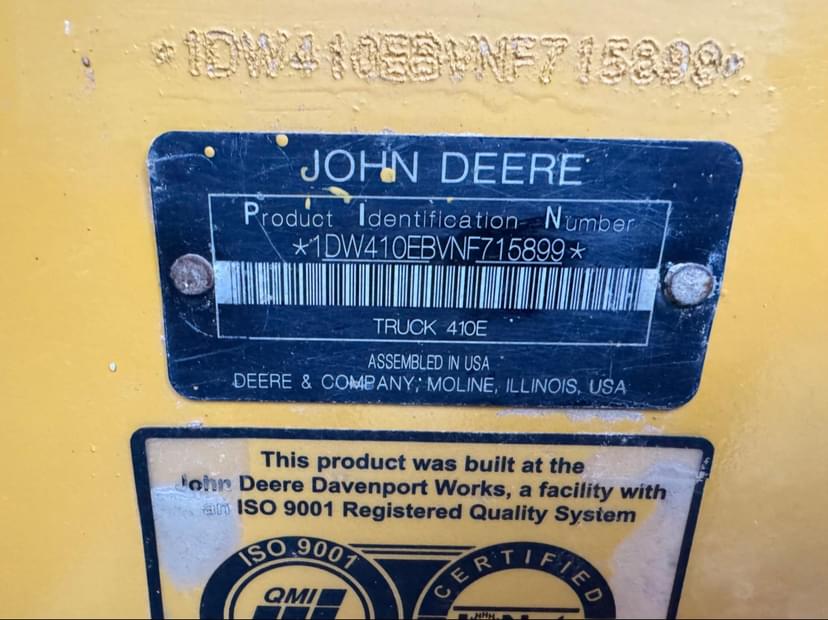 *1DW410EBVNF715899*
JOHN DEERE
Product Identification Number
*1DW410EBVNF715899*
TRUCK 410E
ASSEMBLED IN USA
DEERE & COMPANY, MOLINE, ILLINOIS, USA
This product was built at the
John Deere Davenport Works, a facility with
an ISO 9001 Registered Quality System
ISO 9001
CERTIFIED
QMI